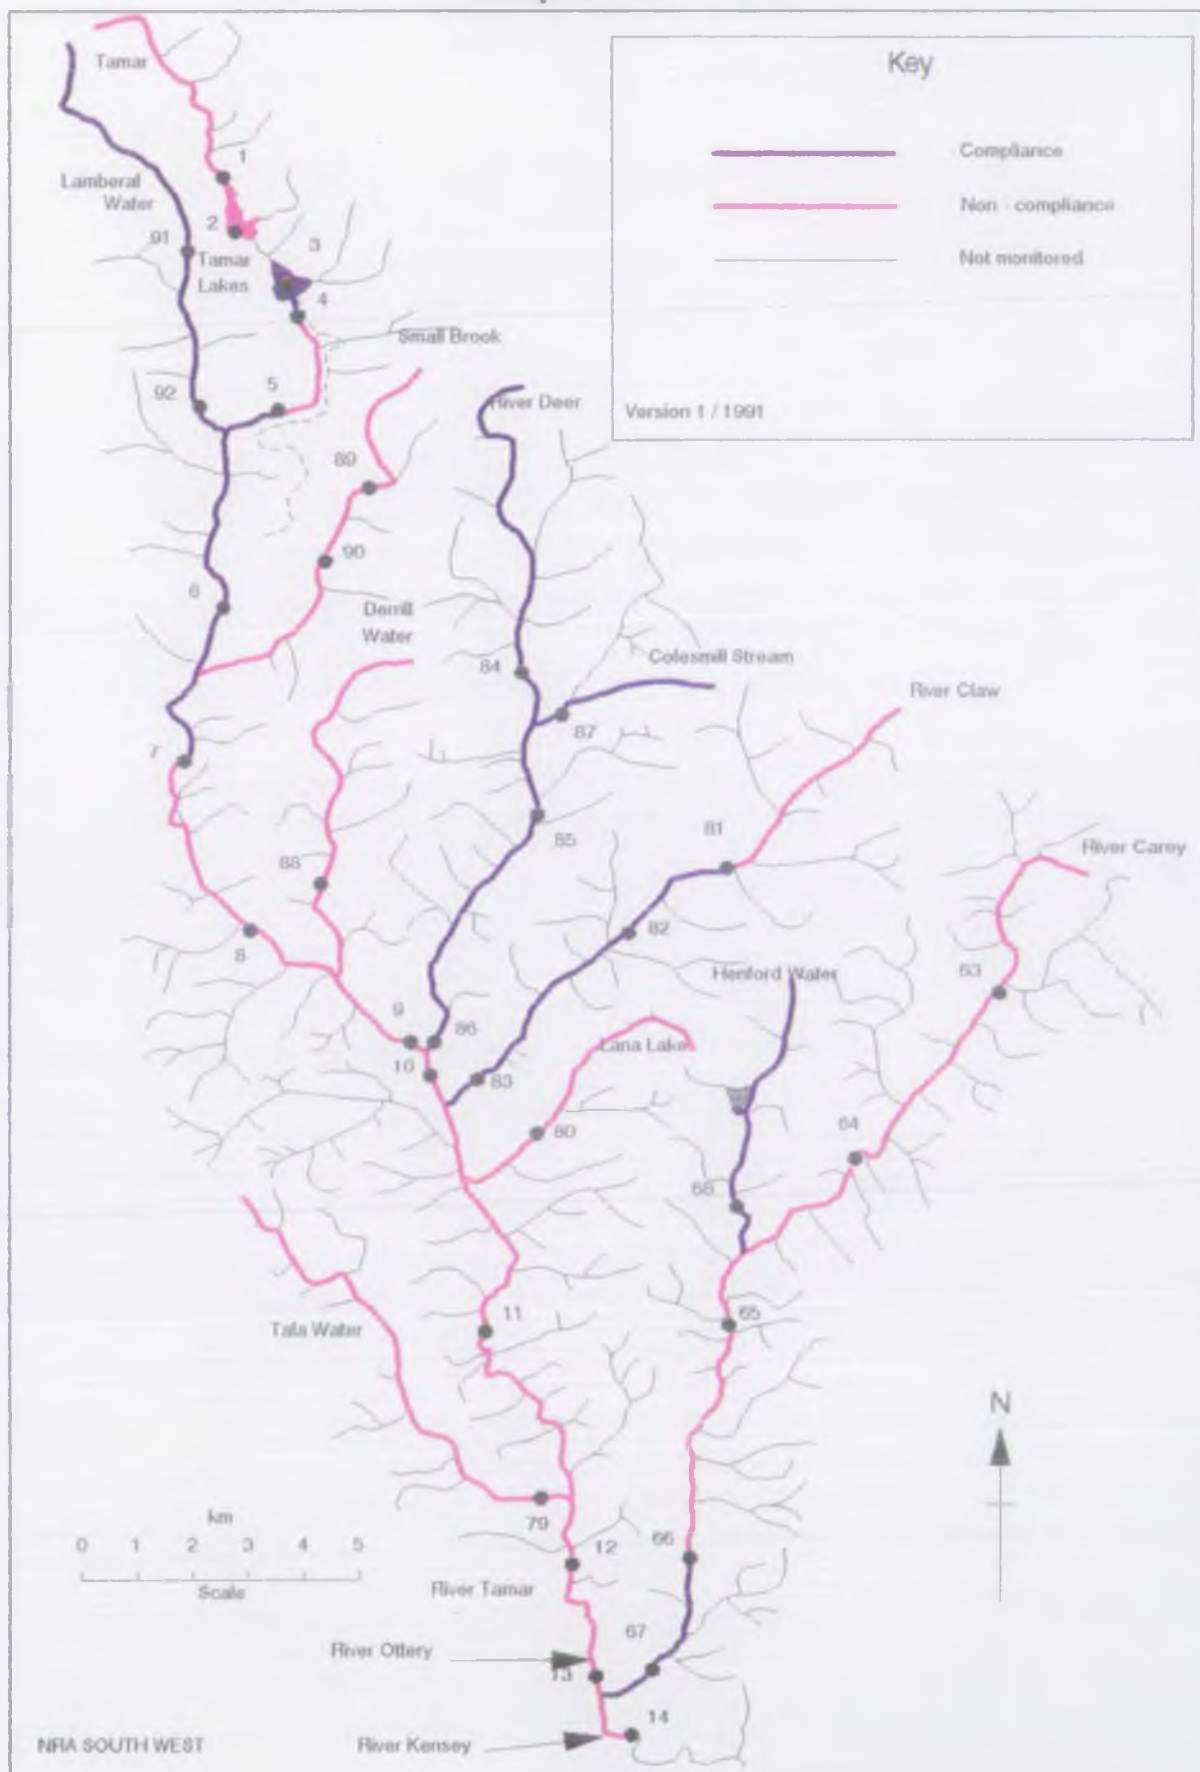 Key
Compliance
Non - compliance
Not monitored
Version 1 / 1991
Tamar
1
Lamberal
Water
2
91
3
Tamar
Lakes
4
Small Brook
92
5
River Deer
89
90
6
Derrill
Water
84
Colesmill Stream
River Claw
87
7
81
85
River Carey
88
82
8
Henford Water
63
9
86
Lana Lake
10
83
80
64
68
11
65
Tala Water
N
km
79
0 1 2 3 4 5
12
66
Scale
River Tamar
67
River Ottery
13
14
NRA SOUTH WEST
River Kensey